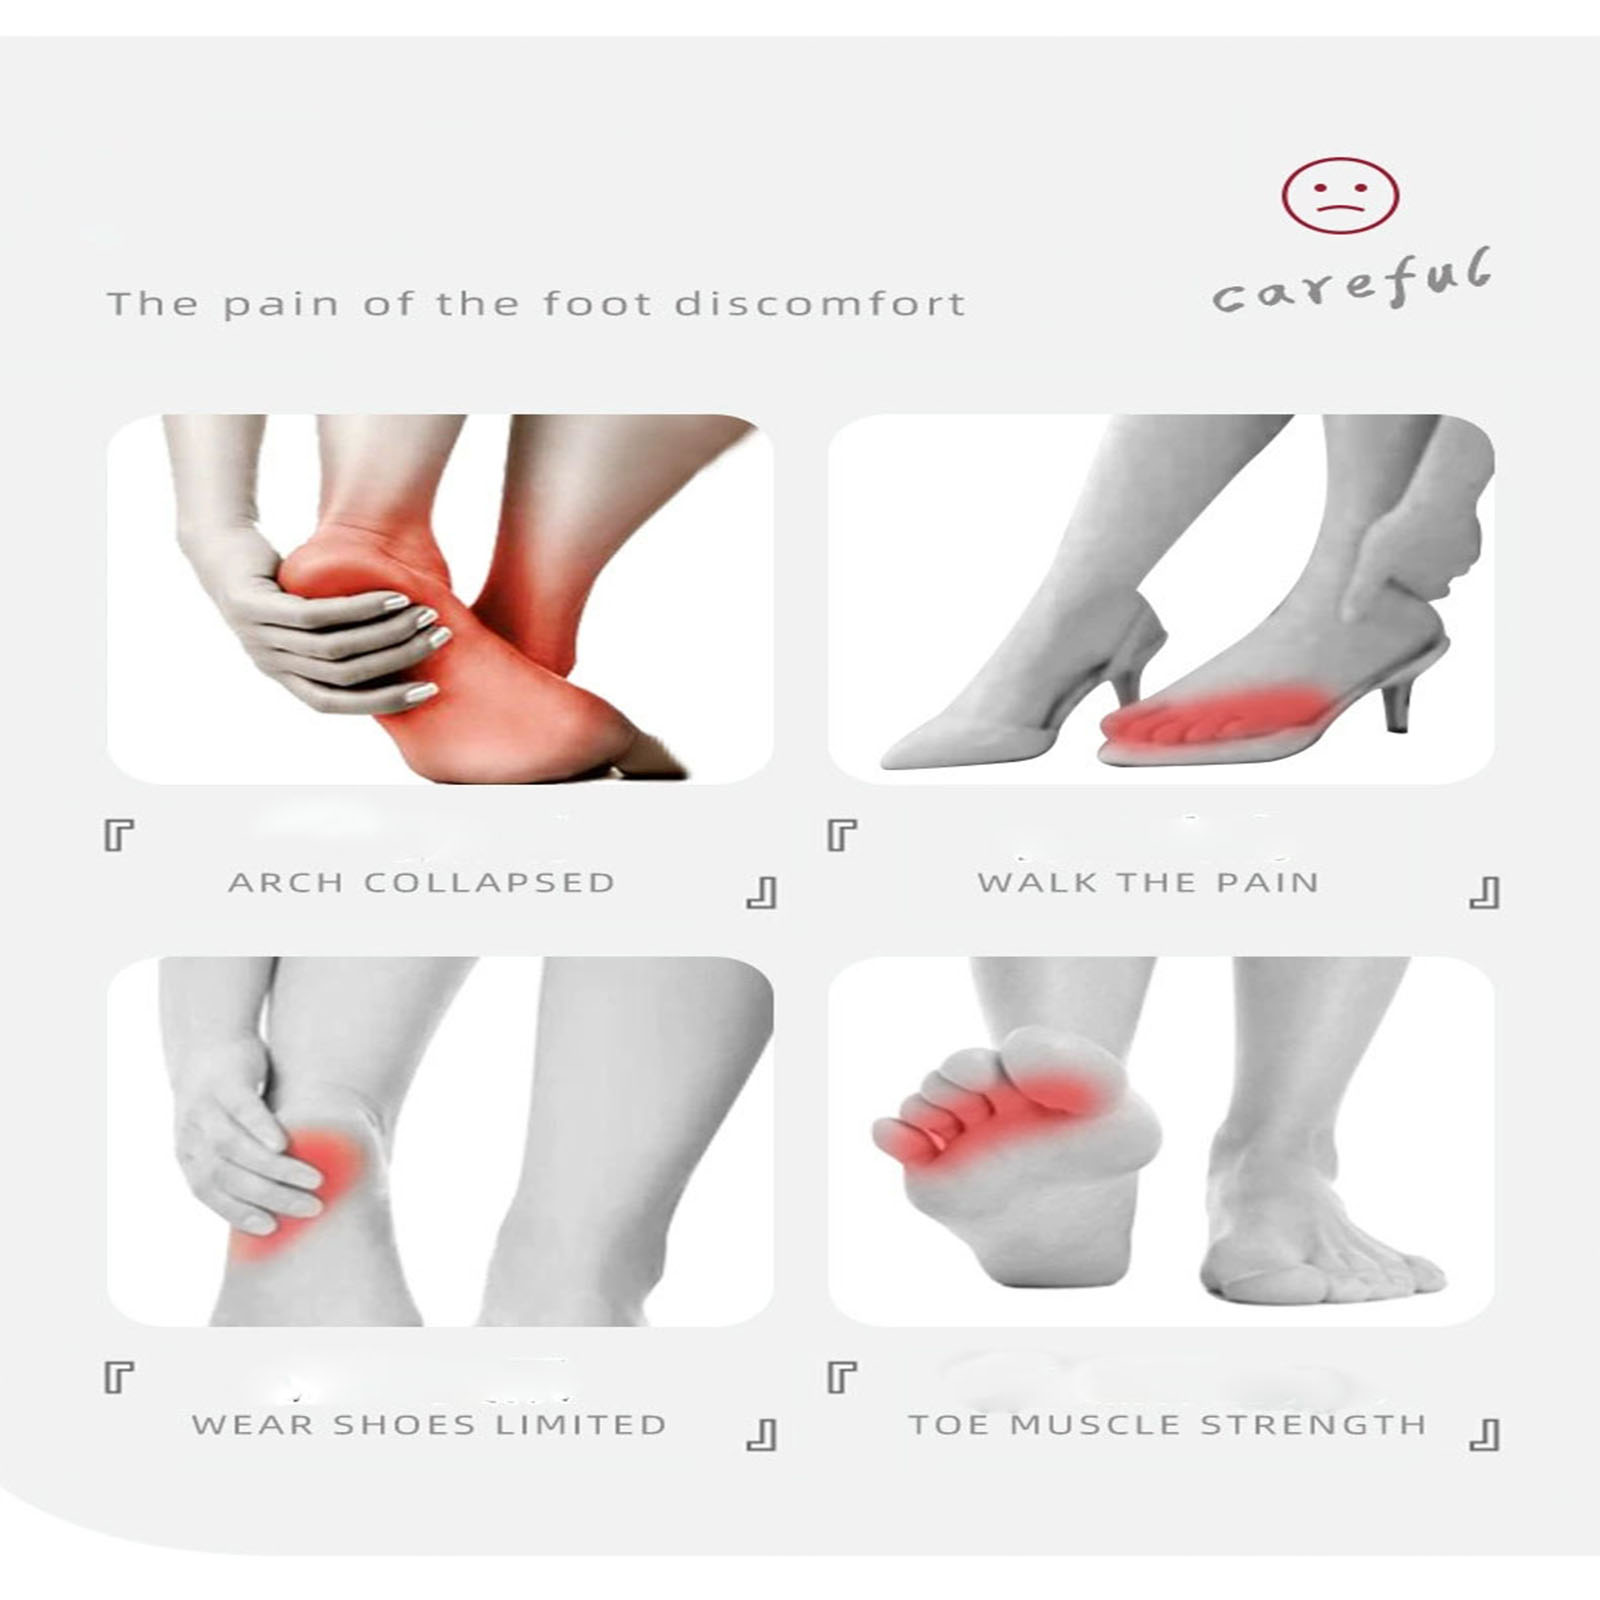 careful
The pain of the foot discomfort
ARCH COLLAPSED
WALK THE PAIN
WEAR SHOES LIMITED
TOE MUSCLE STRENGTH